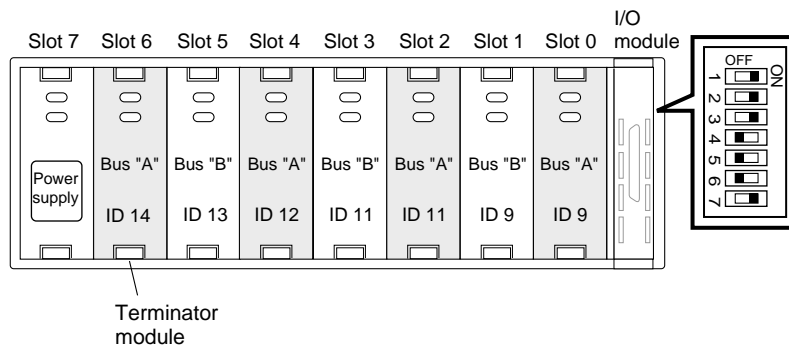 I/O
module
Slot 7 Slot 6 Slot 5 Slot 4 Slot 3 Slot 2 Slot 1 Slot 0
OFF
ON
1
2
3
4
5
6
7
Power
supply
Bus "A" Bus "B" Bus "A" Bus "B" Bus "A" Bus "B" Bus "A"
ID 14 ID 13 ID 12 ID 11 ID 11 ID 9 ID 9
Terminator
module